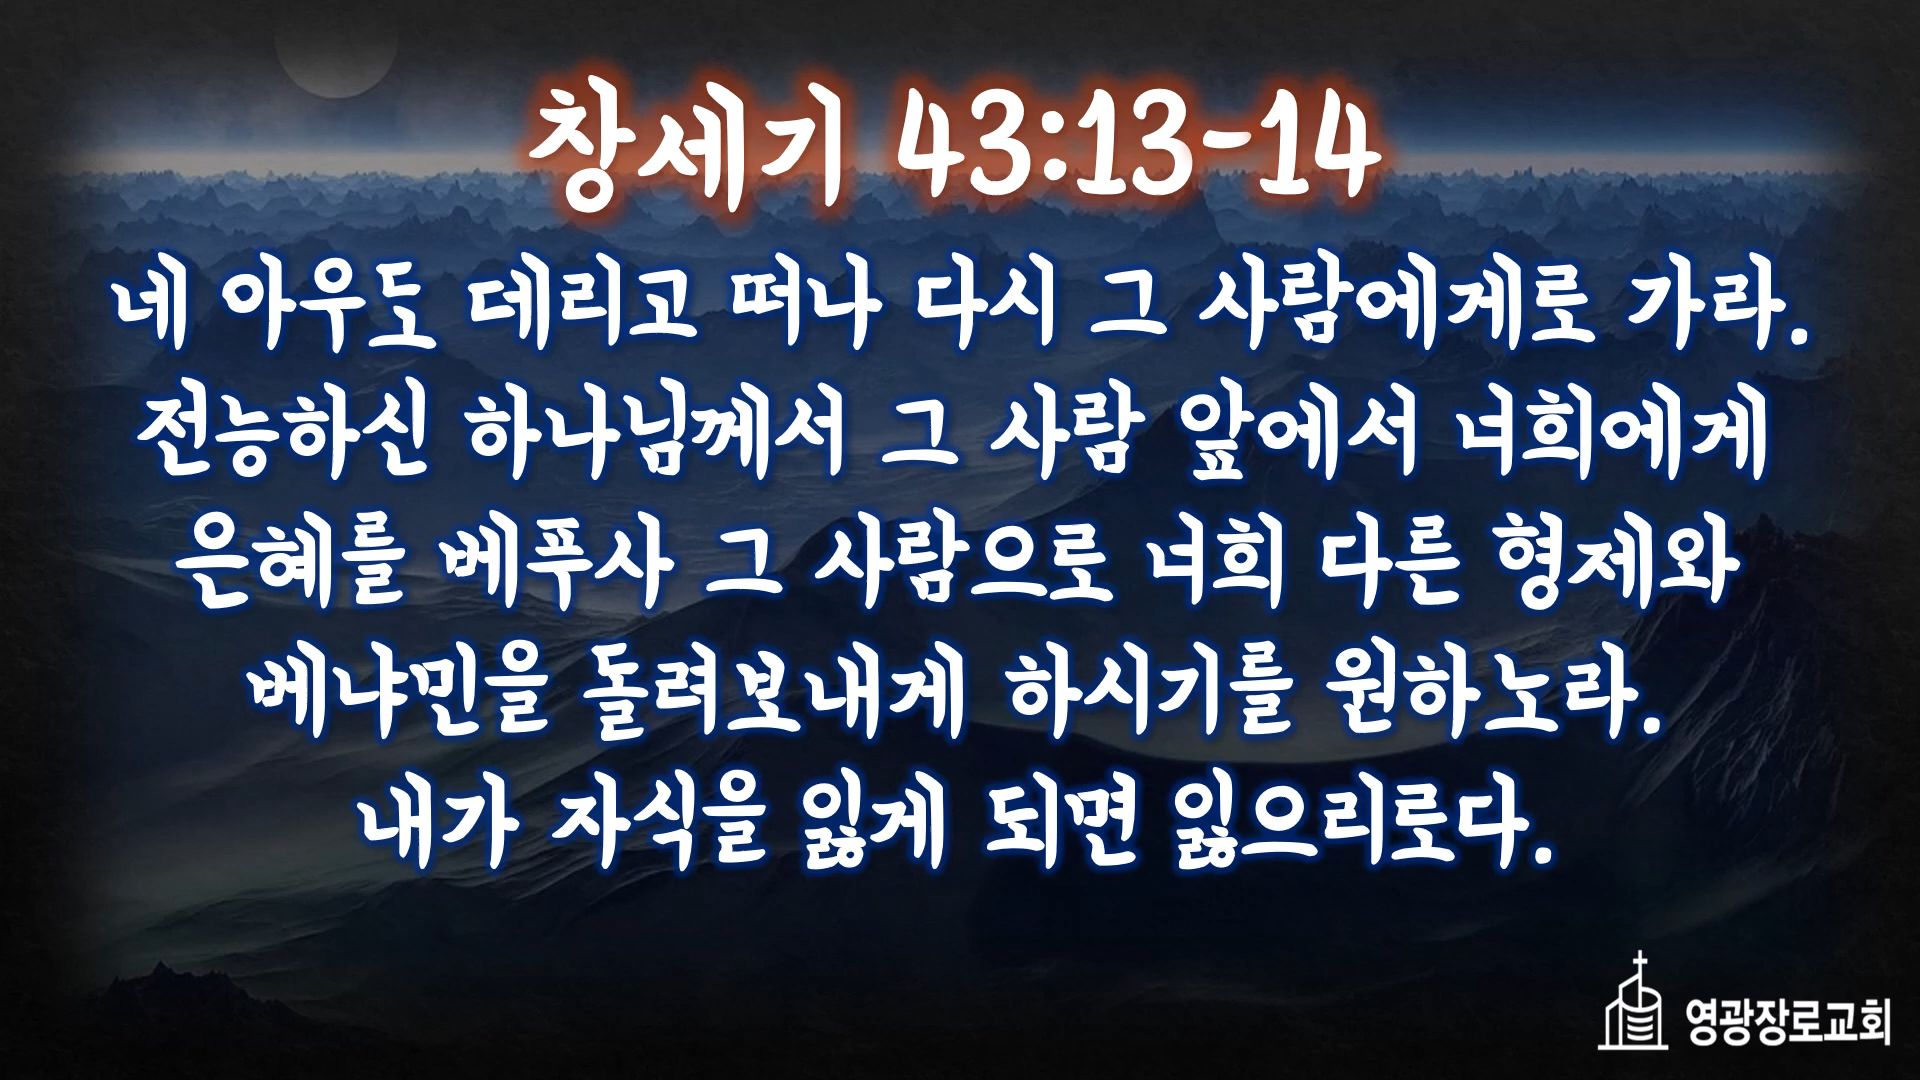 창세기 43:13-14
네 아우도 데리고 떠나 다시 그 사람에게로 가라.
전능하신 하나님께서 그 사람 앞에서 너희에게
은혜를 베푸사 그 사람으로 너희 다른 형제와
베냐민을 돌려보내게 하시기를 원하노라.
내가 자식을 잃게 되면 잃으리로다.
영광장로교회